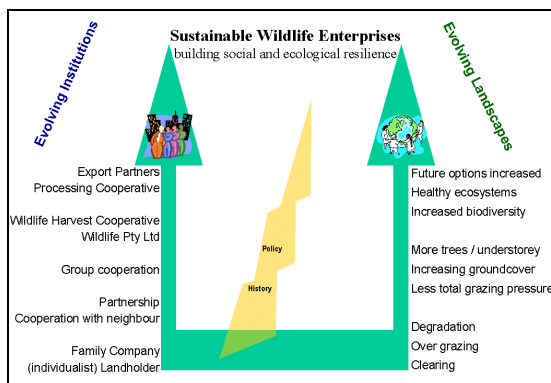 Sustainable Wildlife Enterprises
building social and ecological resilience
Evolving Institutions
Evolving Landscapes
Export Partners
Processing Cooperative
Wildlife Harvest Cooperative
Wildlife Pty Ltd
Group cooperation
Partnership
Cooperation with neighbour
Family Company
(individualist) Landholder
Policy
History
Future options increased
Healthy ecosystems
Increased biodiversity
More trees / understorey
Increasing groundcover
Less total grazing pressure
Degradation
Over grazing
Clearing